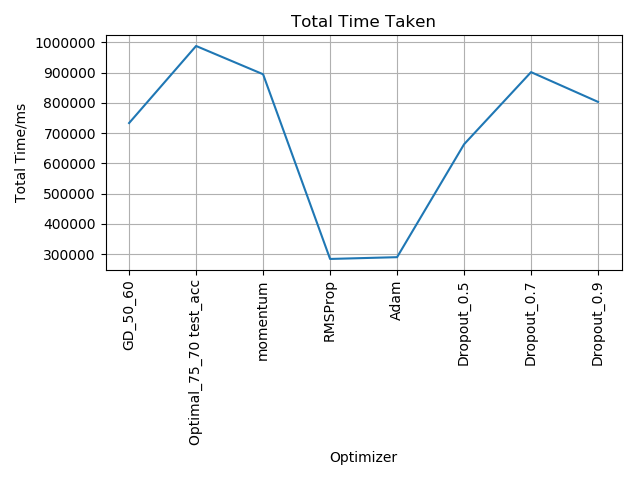 Total Time Taken
Total Time/ms
1000000
900000
800000
700000
600000
500000
400000
300000
GD_50_60
Optimal_75_70 test_acc
momentum
RMSProp
Adam
Dropout_0.5
Dropout_0.7
Dropout_0.9
Optimizer